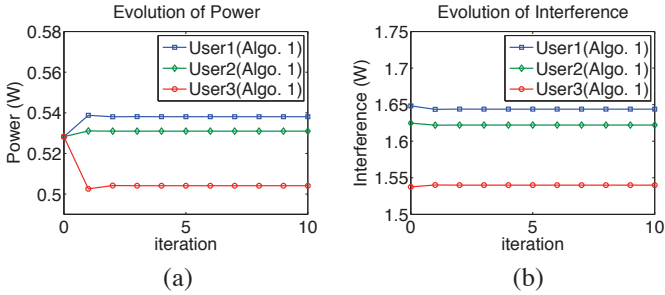 Evolution of Power
0.58
0.56
0.54
0.52
0.5
Power (W)
User1(Algo. 1)
User2(Algo. 1)
User3(Algo. 1)
0
5
10
iteration
(a)
Evolution of Interference
1.75
1.7
1.65
1.6
1.55
1.5
Interference (W)
User1(Algo. 1)
User2(Algo. 1)
User3(Algo. 1)
0
5
10
iteration
(b)